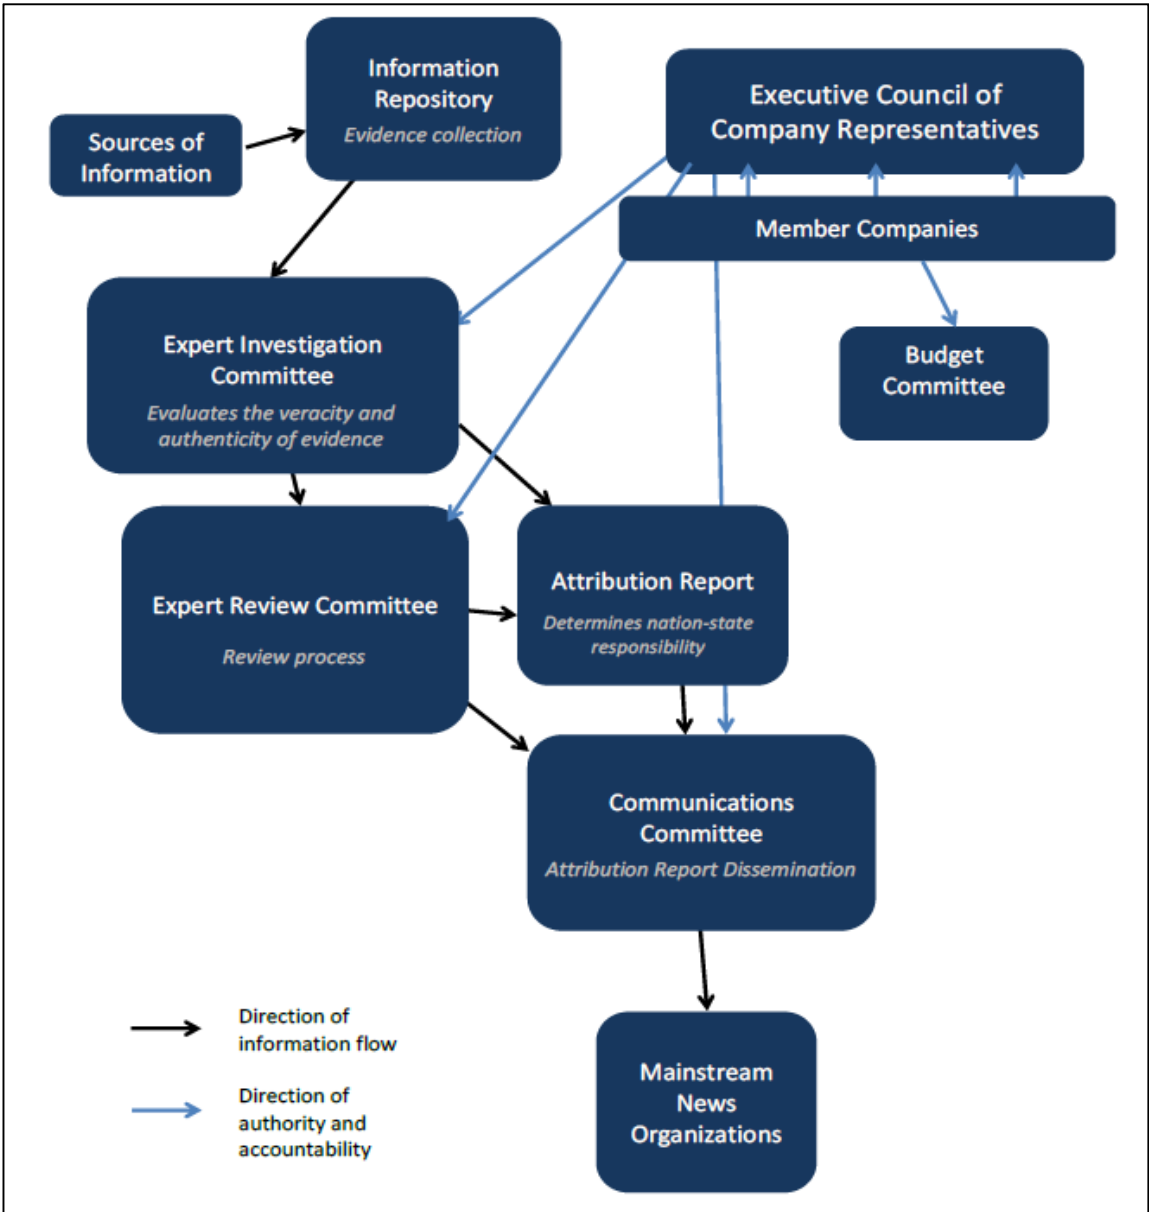 Information
Repository
Evidence collection
Sources of
Information
Executive Council of
Company Representatives
Member Companies
Budget
Committee
Expert Investigation
Committee
Evaluates the veracity and
authenticity of evidence
Expert Review Committee
Review process
Attribution Report
Determines nation-state
responsibility
Communications
Committee
Attribution Report Dissemination
Mainstream
News
Organizations
Direction of
information flow
Direction of
authority and
accountability